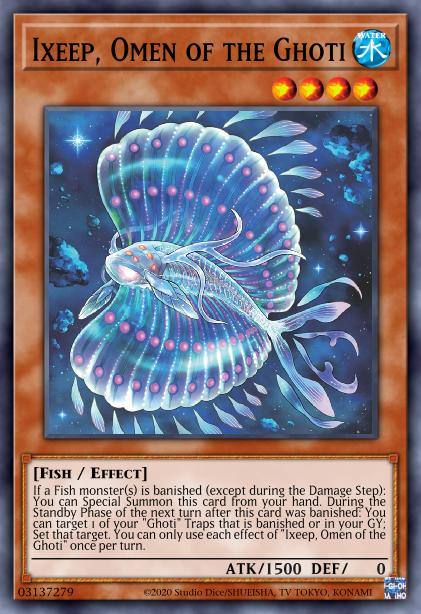 Ixeep, Omen of the Ghoti
WATER
水
[Fish / Effect]
If a Fish monster(s) is banished (except during the Damage Step):
You can Special Summon this card from your hand. During the
Standby Phase of the next turn after this card was banished: You
can target 1 of your "Ghoti" Traps that is banished or in your GY;
Set that target. You can only use each effect of "Ixeep, Omen of the
Ghoti" once per turn.
ATK/1500 DEF/ 0
03137279 ©2020 Studio Dice/SHUEISHA, TV TOKYO, KONAMI